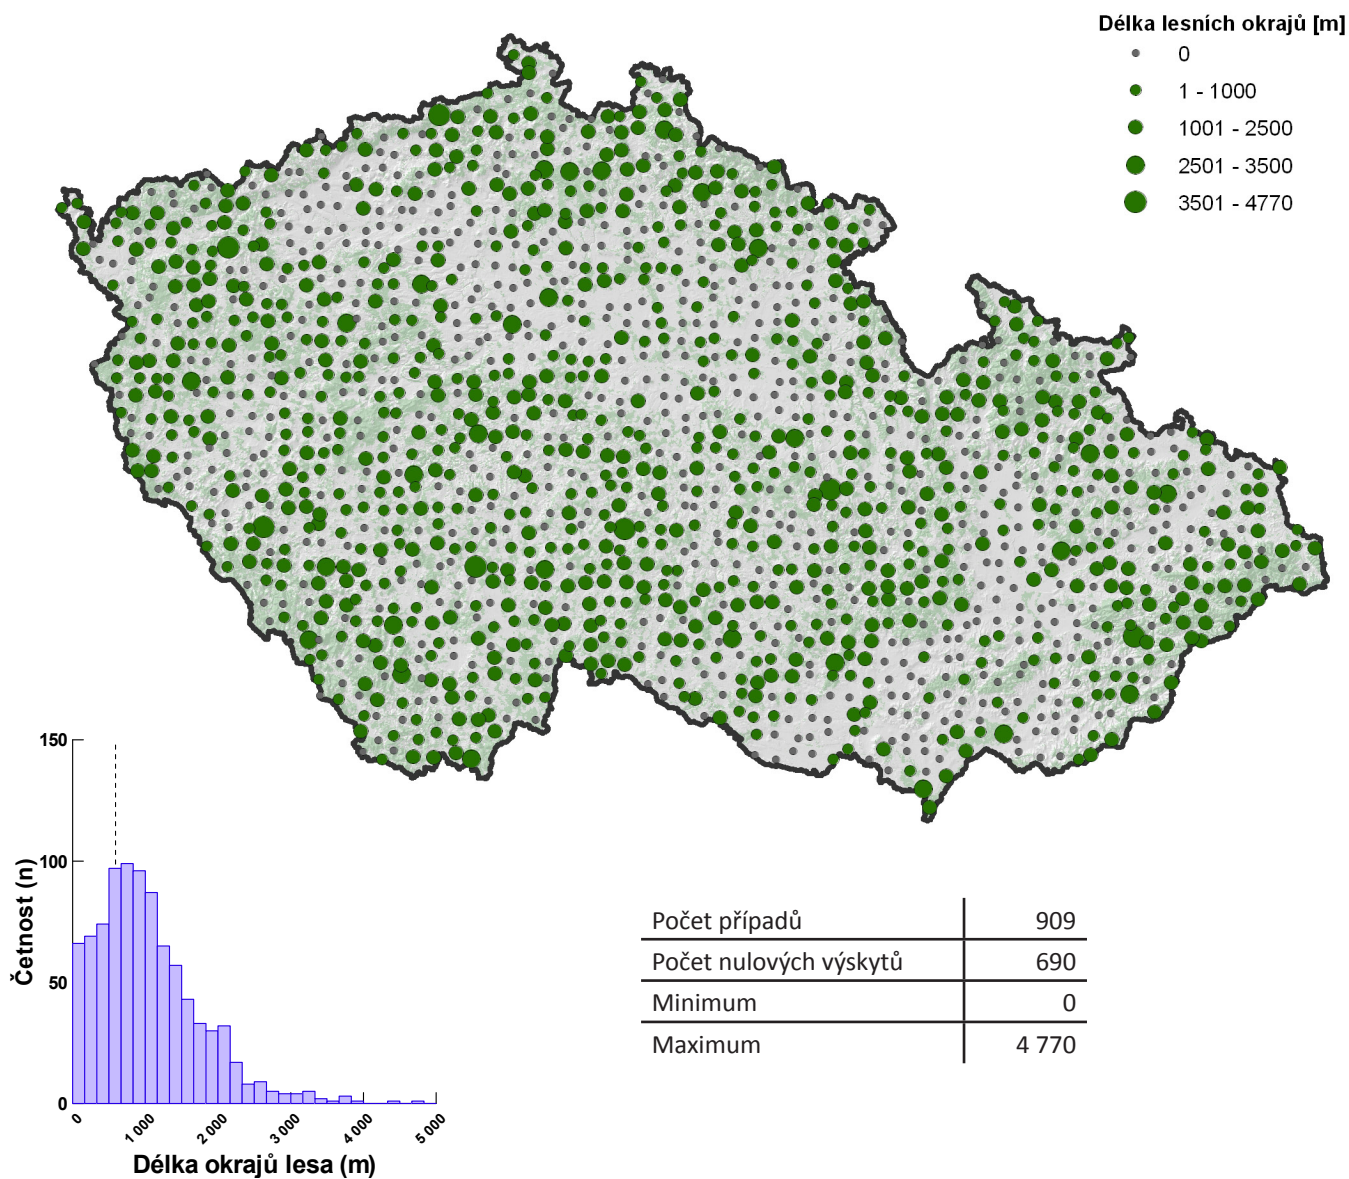 Délka lesních okrajů [m]
0
1 - 1000
1001 - 2500
2501 - 3500
3501 - 4770
150
100
50
0
Četnost (n)
0
1 000
2 000
3 000
4 000
5 000
Délka okrajů lesa (m)
Počet případů 909
Počet nulových výskytů 690
Minimum 0
Maximum 4 770